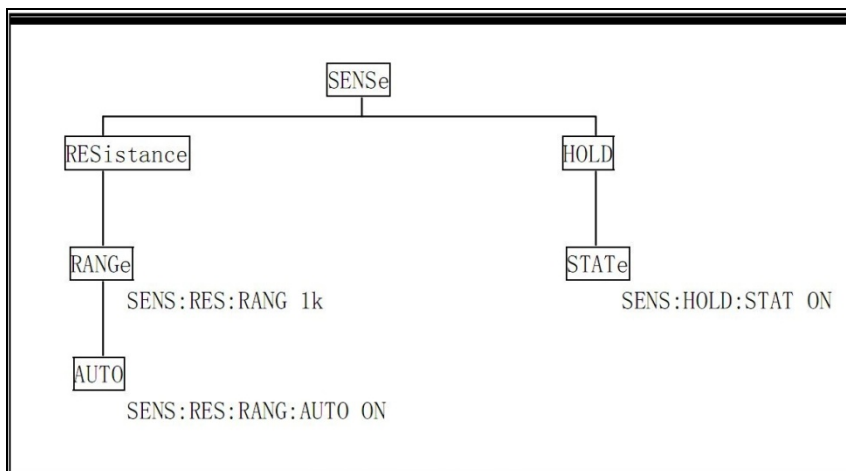 SENSe
RESistance
HOLD
RANGe
STATe
SENS:RES:RANG 1k
SENS:HOLD:STAT ON
AUTO
SENS:RES:RANG:AUTO ON